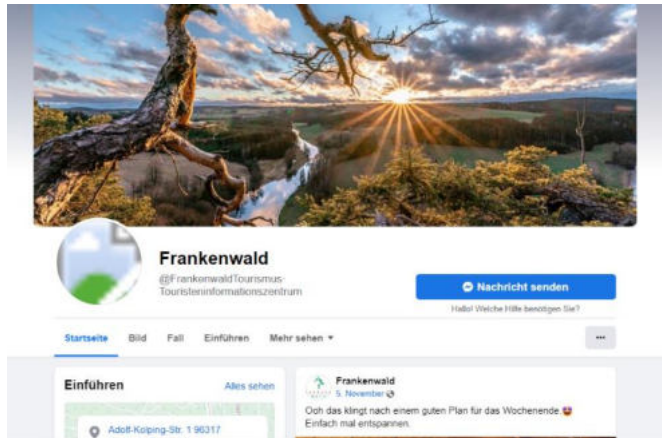 Frankenwald
@FrankenwaldTourismus-
Touristeninformationszentrum
Nachricht senden
Hallo! Welche Hilfe benötigen Sie?
Startseite Bild Fall Einführen Mehr sehen
Einführen
Alles sehen
Adolf-Kolping-Str. 1 96317
Frankenwald
5. November
Ooh das klingt nach einem guten Plan für das Wochenende.
Einfach mal entspannen.